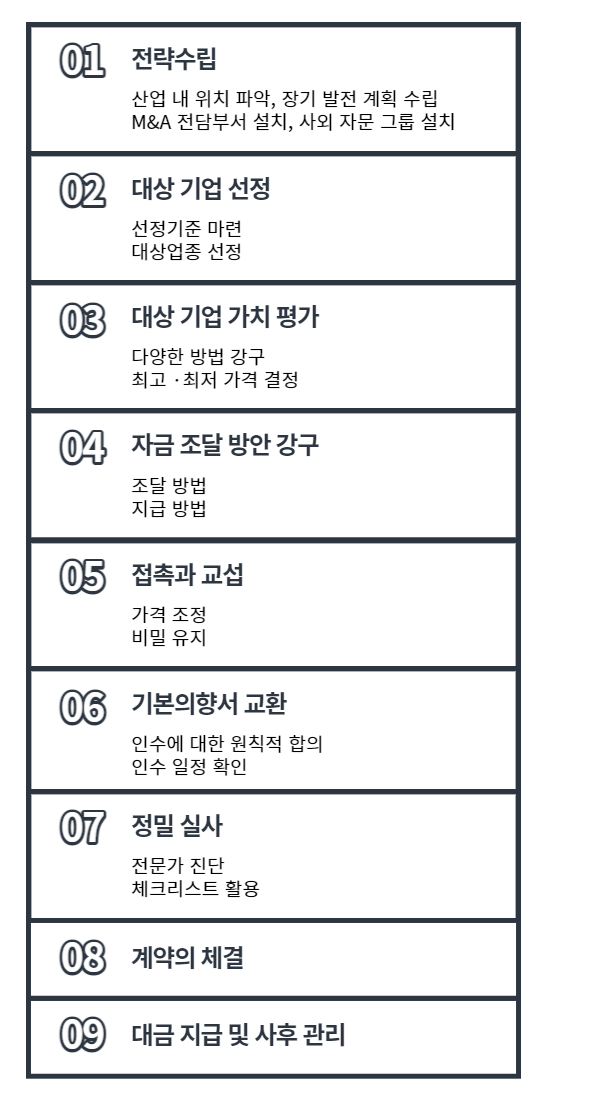 01 전략수립
산업 내 위치 파악, 장기 발전 계획 수립
M&A 전담부서 설치, 사외 자문 그룹 설치
02 대상 기업 선정
선정기준 마련
대상업종 선정
03 대상 기업 가치 평가
다양한 방법 강구
최고 · 최저 가격 결정
04 자금 조달 방안 강구
조달 방법
지급 방법
05 접촉과 교섭
가격 조정
비밀 유지
06 기본의향서 교환
인수에 대한 원칙적 합의
인수 일정 확인
07 정밀 실사
전문가 진단
체크리스트 활용
08 계약의 체결
09 대금 지급 및 사후 관리